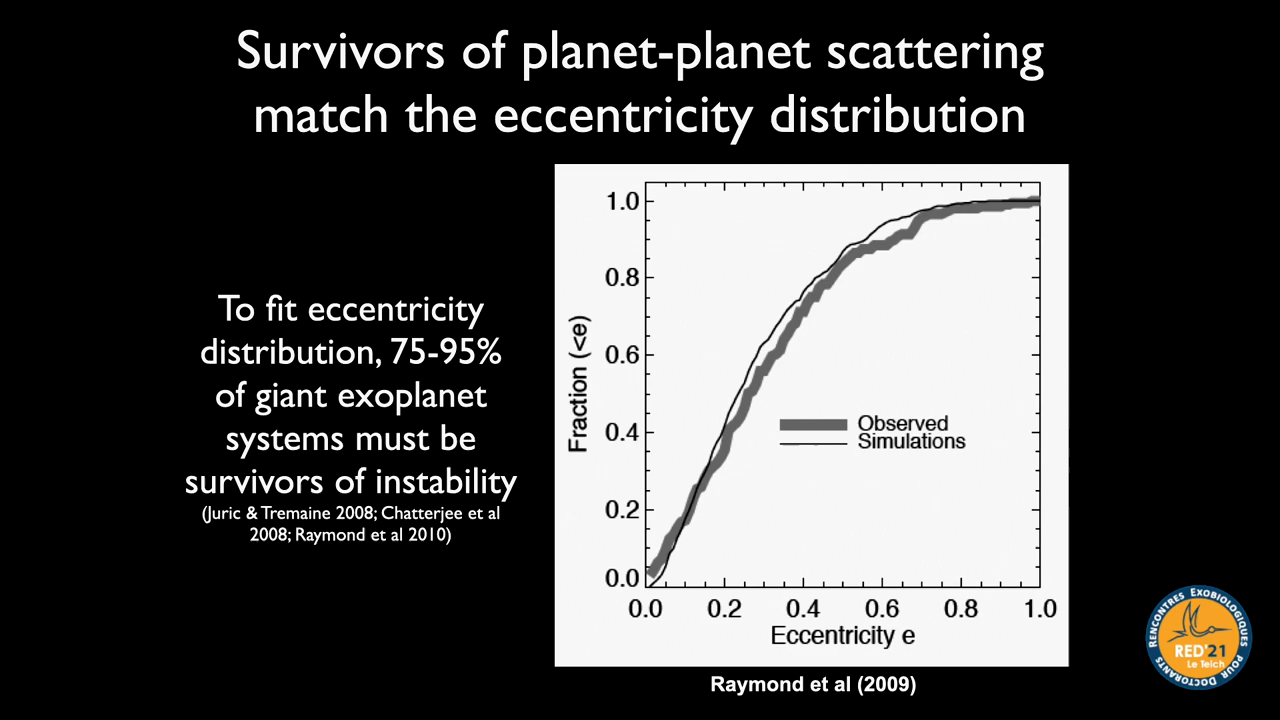 Survivors of planet-planet scattering
match the eccentricity distribution
To fit eccentricity
distribution, 75-95%
of giant exoplanet
systems must be
survivors of instability
(Juric & Tremaine 2008; Chatterjee et al
2008; Raymond et al 2010)
Fraction (<e)
1.0
0.8
0.6
0.4
0.2
0.0
Observed
Simulations
0.0 0.2 0.4 0.6 0.8 1.0
Eccentricity e
Raymond et al (2009)
RENCONTRES EXOBIOLOGIQUES
POUR DOCTORANTS
RED'21
Le Teich